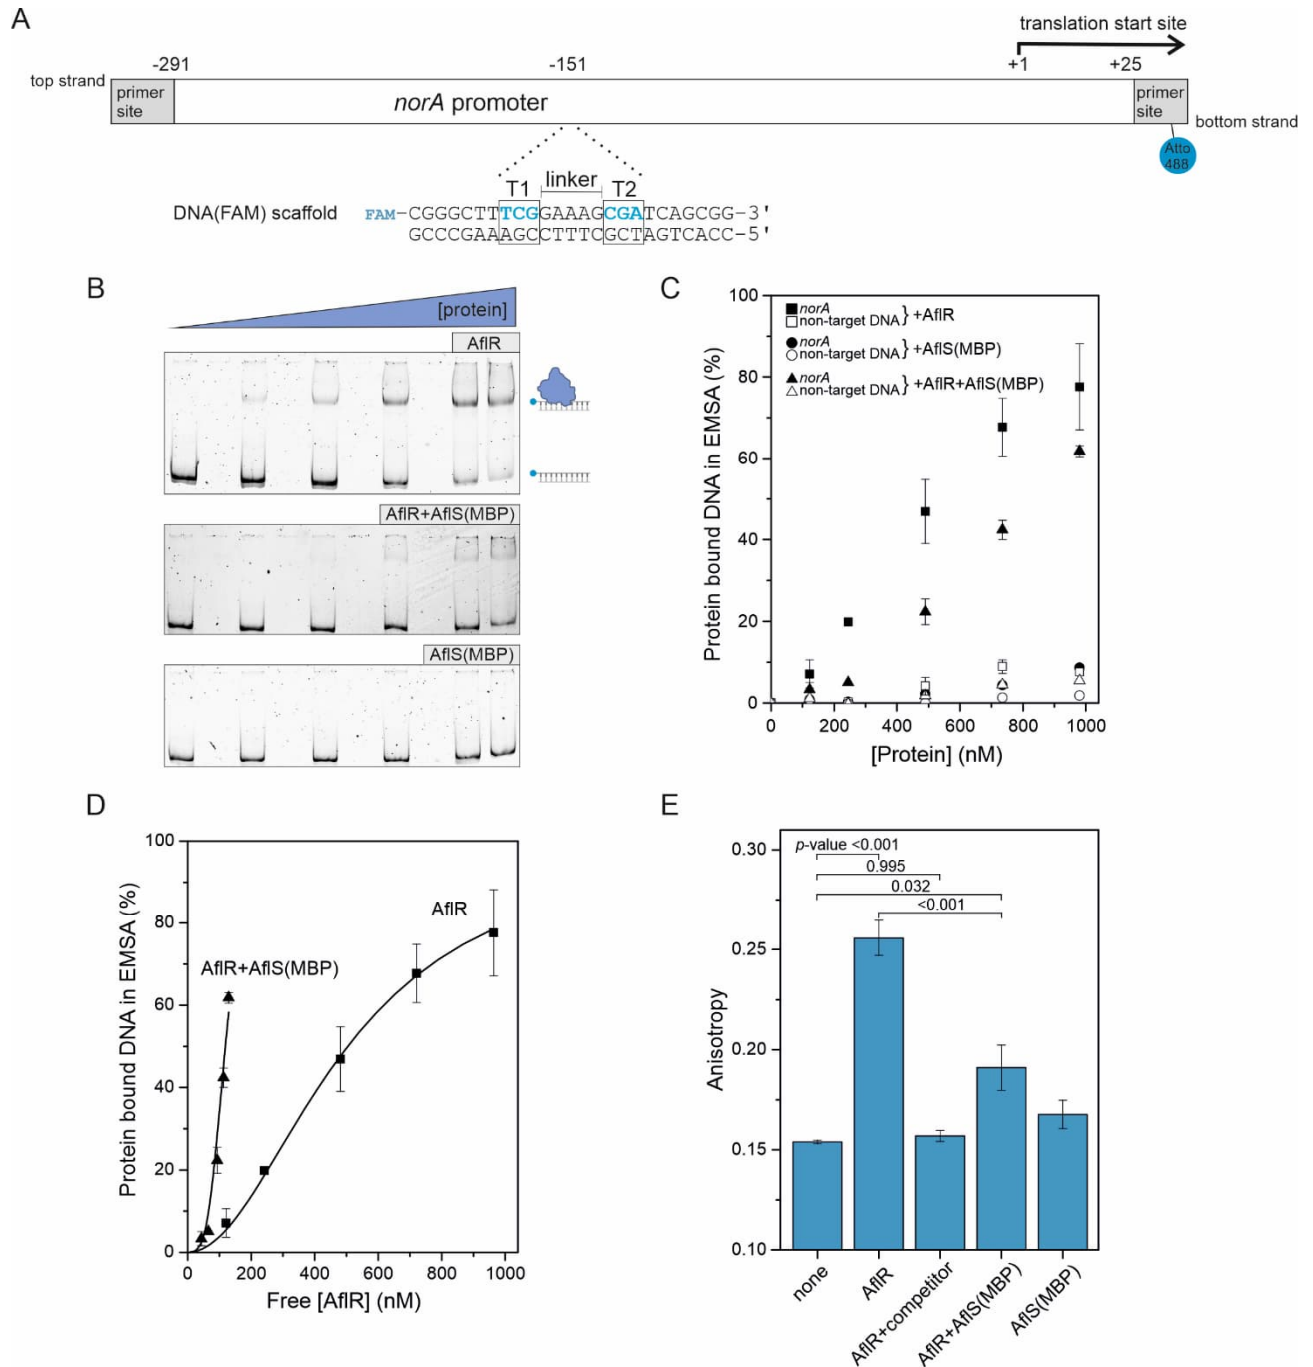 A
translation start site
-291
-151
+1
+25
top strand
primer site
norA promoter
primer site
bottom strand
Atto 488
linker
T1
T2
DNA(FAM) scaffold
FAM-CGGGCTTTCGGAAAGCGATCAGCGG-3'
GCCCGAAAGCCTTTCGCTAGTCACC-5'
B
[protein]
AflR
AflR+AflS(MBP)
AflS(MBP)
C
100
80
60
40
20
0
Protein bound DNA in EMSA (%)
norA
non-target DNA } +AflR
norA
non-target DNA } +AflS(MBP)
norA
non-target DNA } +AflR+AflS(MBP)
0 200 400 600 800 1000
[Protein] (nM)
D
100
80
60
40
20
0
Protein bound DNA in EMSA (%)
AflR
AflR+AflS(MBP)
0 200 400 600 800 1000
Free [AflR] (nM)
E
0.30
0.25
0.20
0.15
0.10
Anisotropy
p-value <0.001
0.995
0.032
<0.001
none
AflR
AflR+competitor
AflR+AflS(MBP)
AflS(MBP)